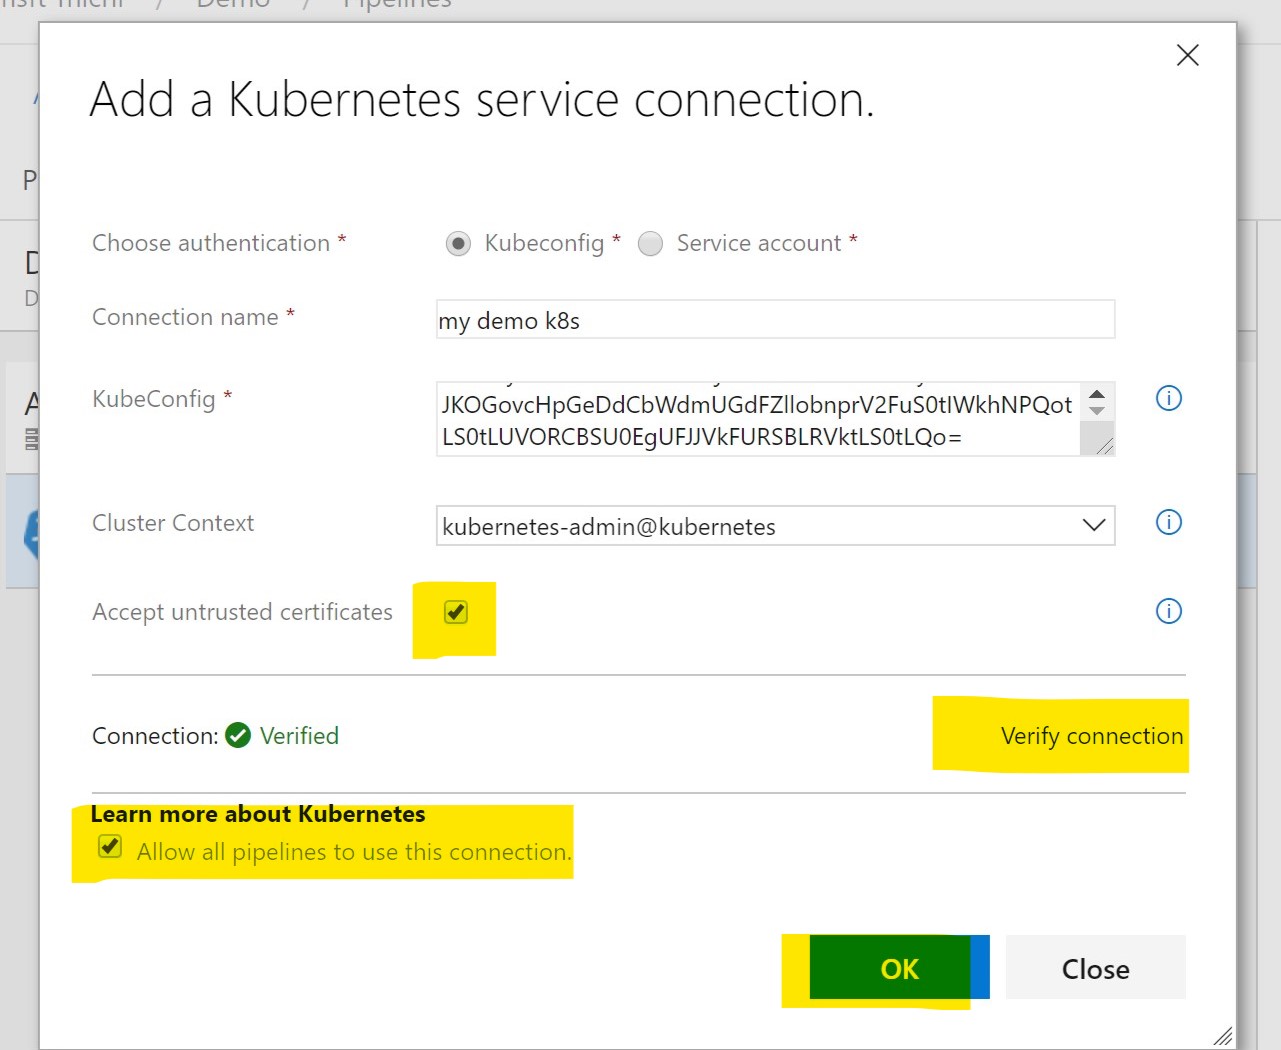 Demo / Pipelines
Add a Kubernetes service connection.
Choose authentication * Kubeconfig * Service account *
Connection name * my demo k8s
KubeConfig *
JKOGovcHpGeDdCbWdmUGdFZllobnprV2FuS0tIWkhNPQot
LS0tLUVORCBSU0EgUFJJVkFURSBLRVktLS0tLQo=
Cluster Context kubernetes-admin@kubernetes
Accept untrusted certificates
Connection: Verified Verify connection
Learn more about Kubernetes
Allow all pipelines to use this connection.
OK Close